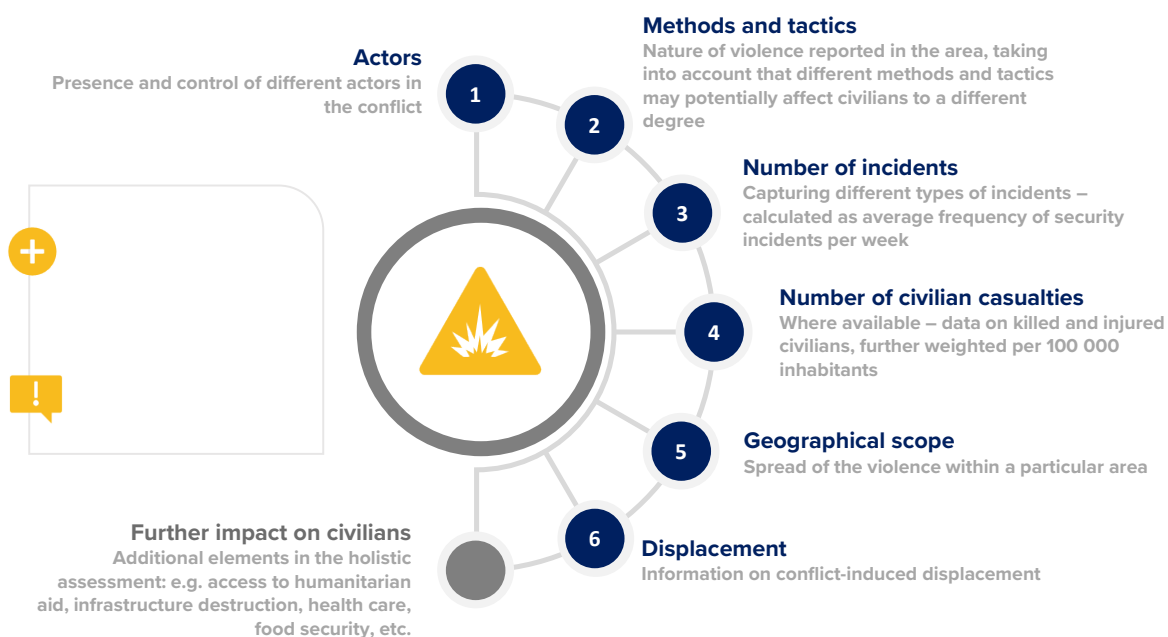 Actors
Presence and control of different actors in
the conflict
1
Methods and tactics
Nature of violence reported in the area, taking
into account that different methods and tactics
may potentially affect civilians to a different
degree
2
Number of incidents
Capturing different types of incidents –
calculated as average frequency of security
incidents per week
3
Number of civilian casualties
Where available – data on killed and injured
civilians, further weighted per 100 000
inhabitants
4
Geographical scope
Spread of the violence within a particular area
5
Displacement
Information on conflict-induced displacement
6
Further impact on civilians
Additional elements in the holistic
assessment: e.g. access to humanitarian
aid, infrastructure destruction, health care,
food security, etc.